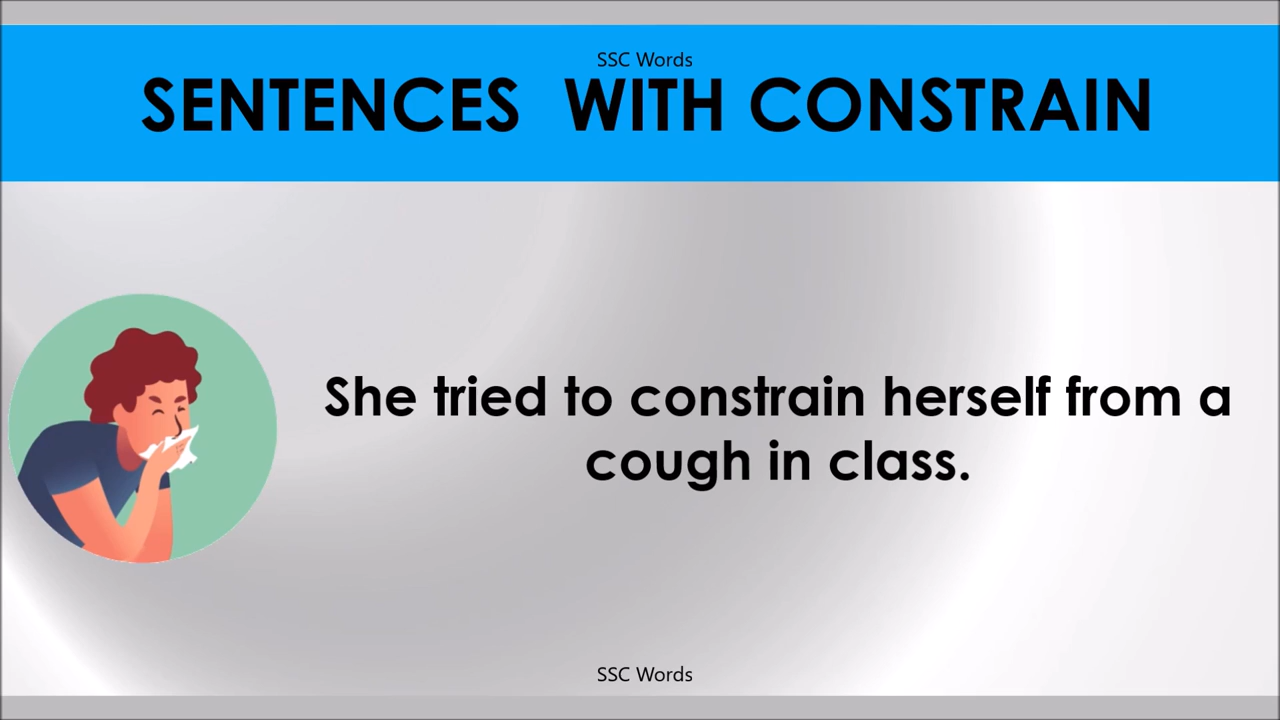 SSC Words
SENTENCES  WITH CONSTRAIN
She tried to constrain herself from a
cough in class.
SSC Words